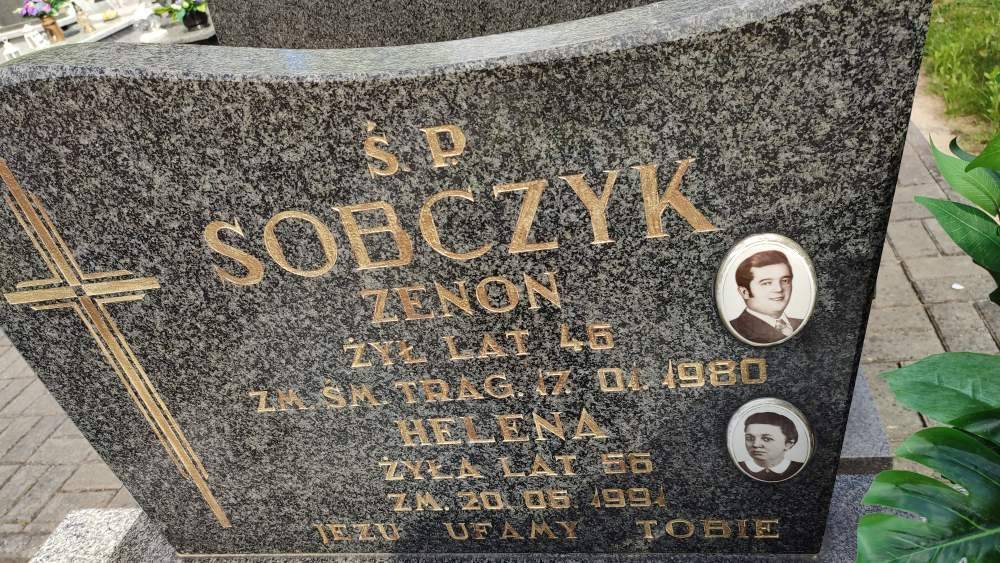 Ś.P.
SOBCZYK
ZENON
ŻYŁ LAT 46
ZM. ŚM. TRAG. 17. 01. 1980
HELENA
ŻYŁA LAT 56
ZM. 20. 06. 1991
JEZU UFAMY TOBIE